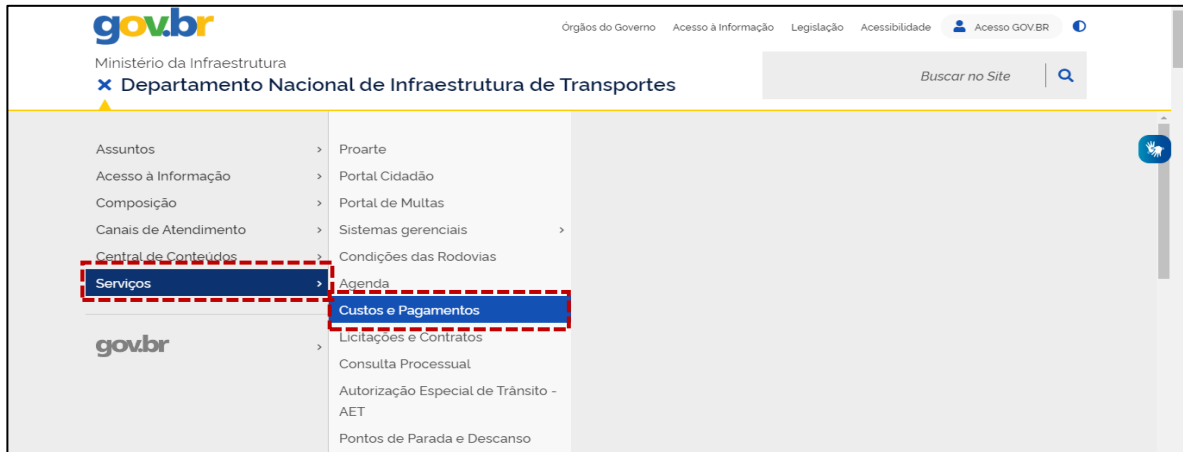 gov.br
Órgãos do Governo Acesso à Informação Legislação Acessibilidade Acesso GOV.BR
Ministério da Infraestrutura
Departamento Nacional de Infraestrutura de Transportes
Buscar no Site
Assuntos
Acesso à Informação
Composição
Canais de Atendimento
Central de Conteúdos
Serviços
gov.br
Proarte
Portal Cidadão
Portal de Multas
Sistemas gerenciais
Condições das Rodovias
Agenda
Custos e Pagamentos
Licitações e Contratos
Consulta Processual
Autorização Especial de Trânsito -
AET
Pontos de Parada e Descanso